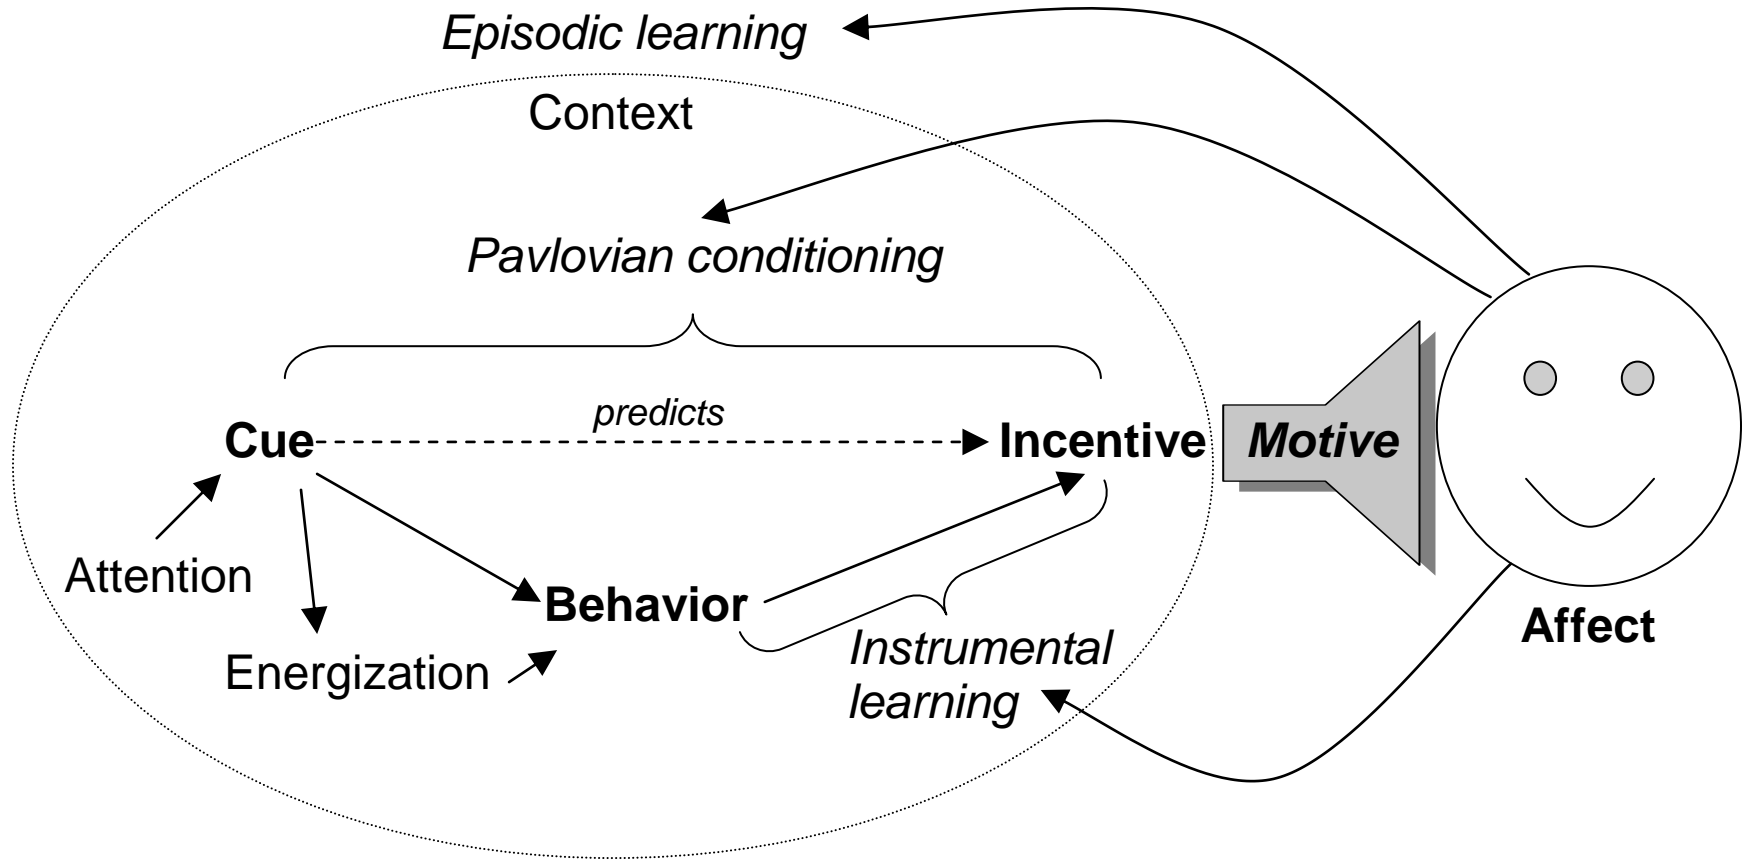 Episodic learning
Context
Pavlovian conditioning
predicts
Cue
Incentive
Motive
Attention
Behavior
Energization
Instrumental
learning
Affect